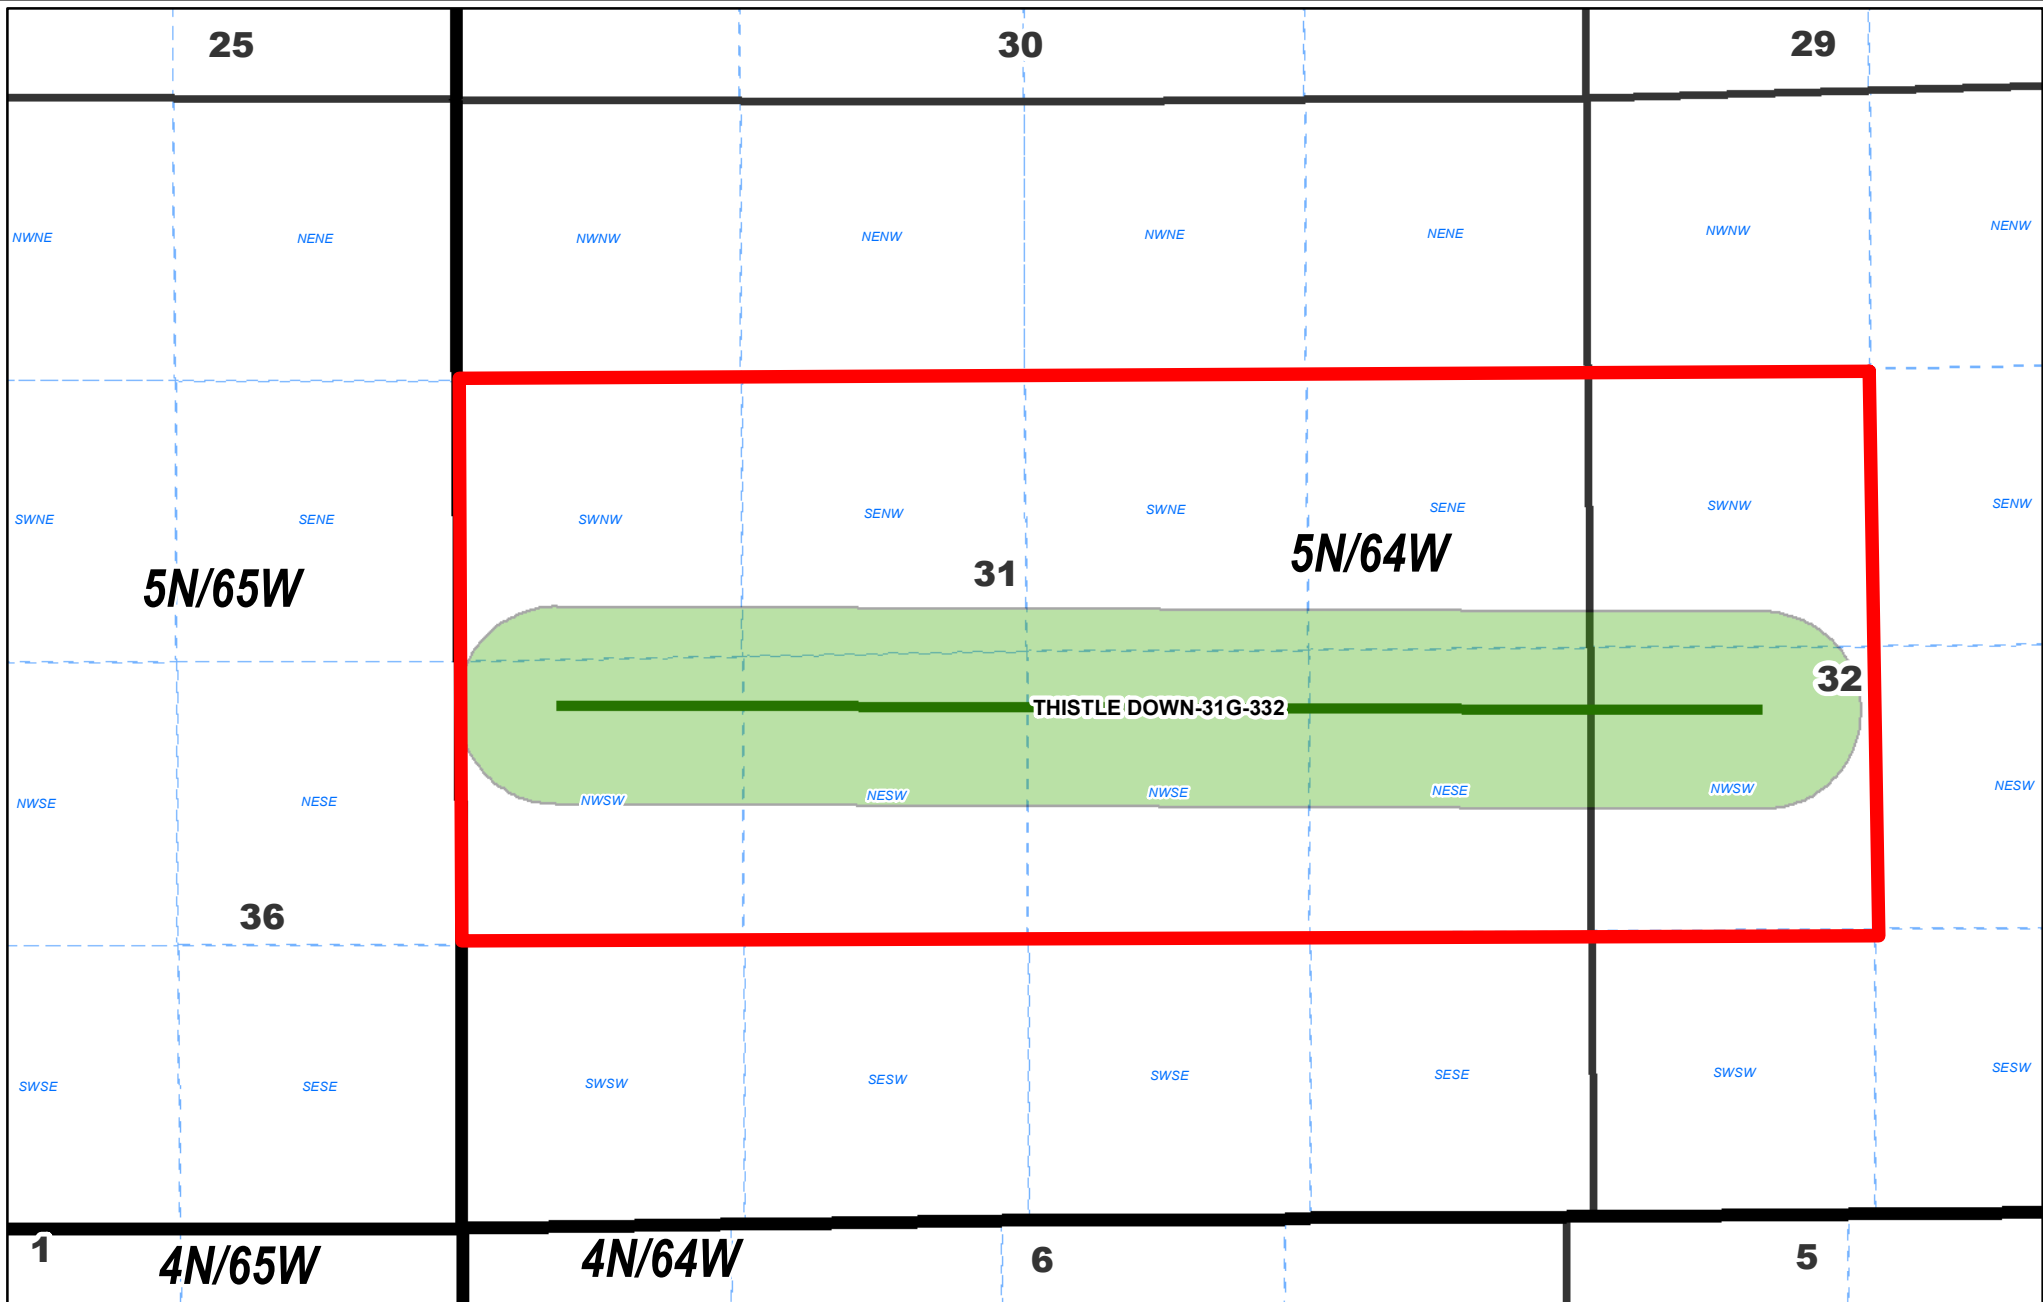 25
30
29
NWNE
NENE
NWNW
NENW
NWNE
NENE
NWNW
NENW
SWNE
SENE
SWNW
SENW
SWNE
SENE
SWNW
SENW
5N/65W
31
5N/64W
32
THISTLE DOWN-31G-332
NWSE
NESE
NWSW
NESW
NWSE
NESE
NWSW
NESW
36
SWSE
SESE
SWSW
SESW
SWSE
SESE
SWSW
SESW
1
4N/65W
4N/64W
6
5